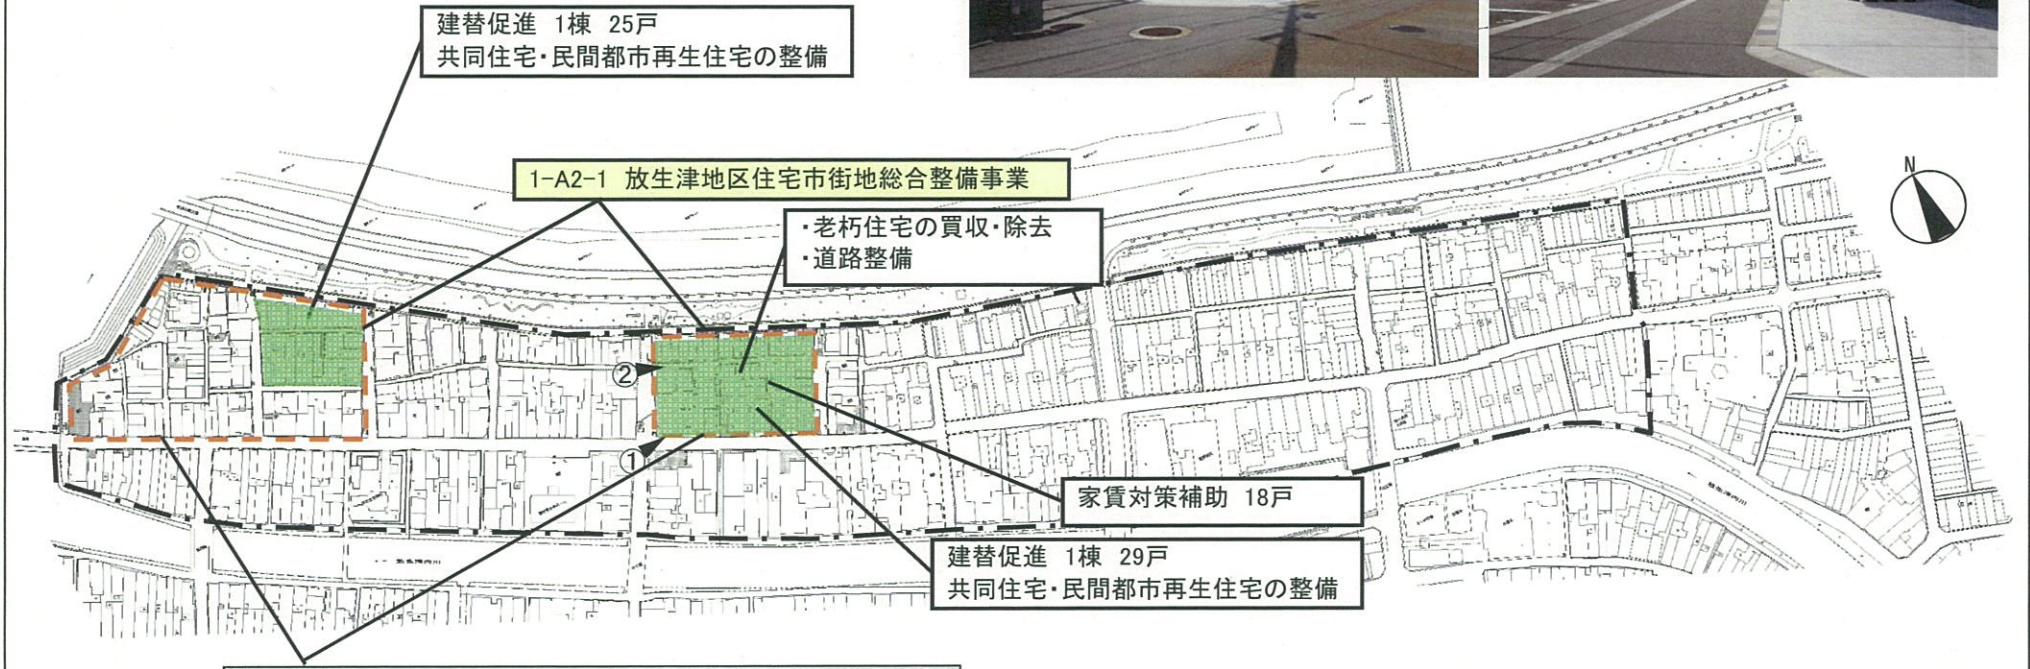 建替促進 1棟 25戸
共同住宅・民間都市再生住宅の整備
1-A2-1 放生津地区住宅市街地総合整備事業
・老朽住宅の買収・除去
・道路整備
N
②
①
家賃対策補助 18戸
建替促進 1棟 29戸
共同住宅・民間都市再生住宅の整備